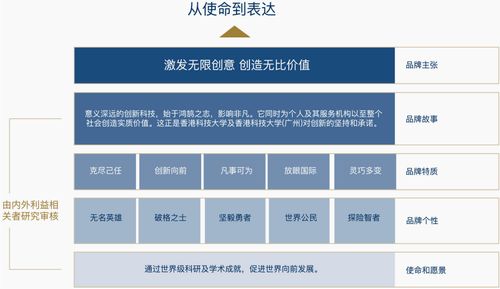 从使命到表达
激发无限创意 创造无比价值
品牌主张
意义深远的创新科技，始于鸿鹄之志，影响非凡。它同时为个人及其服务机构以至整个
社会创造实质价值。这正是香港科技大学及香港科技大学(广州)对创新的坚持和承诺。
品牌故事
克尽己任
创新向前
凡事可为
放眼国际
灵巧多变
品牌特质
由内外利益相
关者研究审核
无名英雄
破格之士
坚毅勇者
世界公民
探险智者
品牌个性
通过世界级科研及学术成就，促进世界向前发展。
使命和愿景